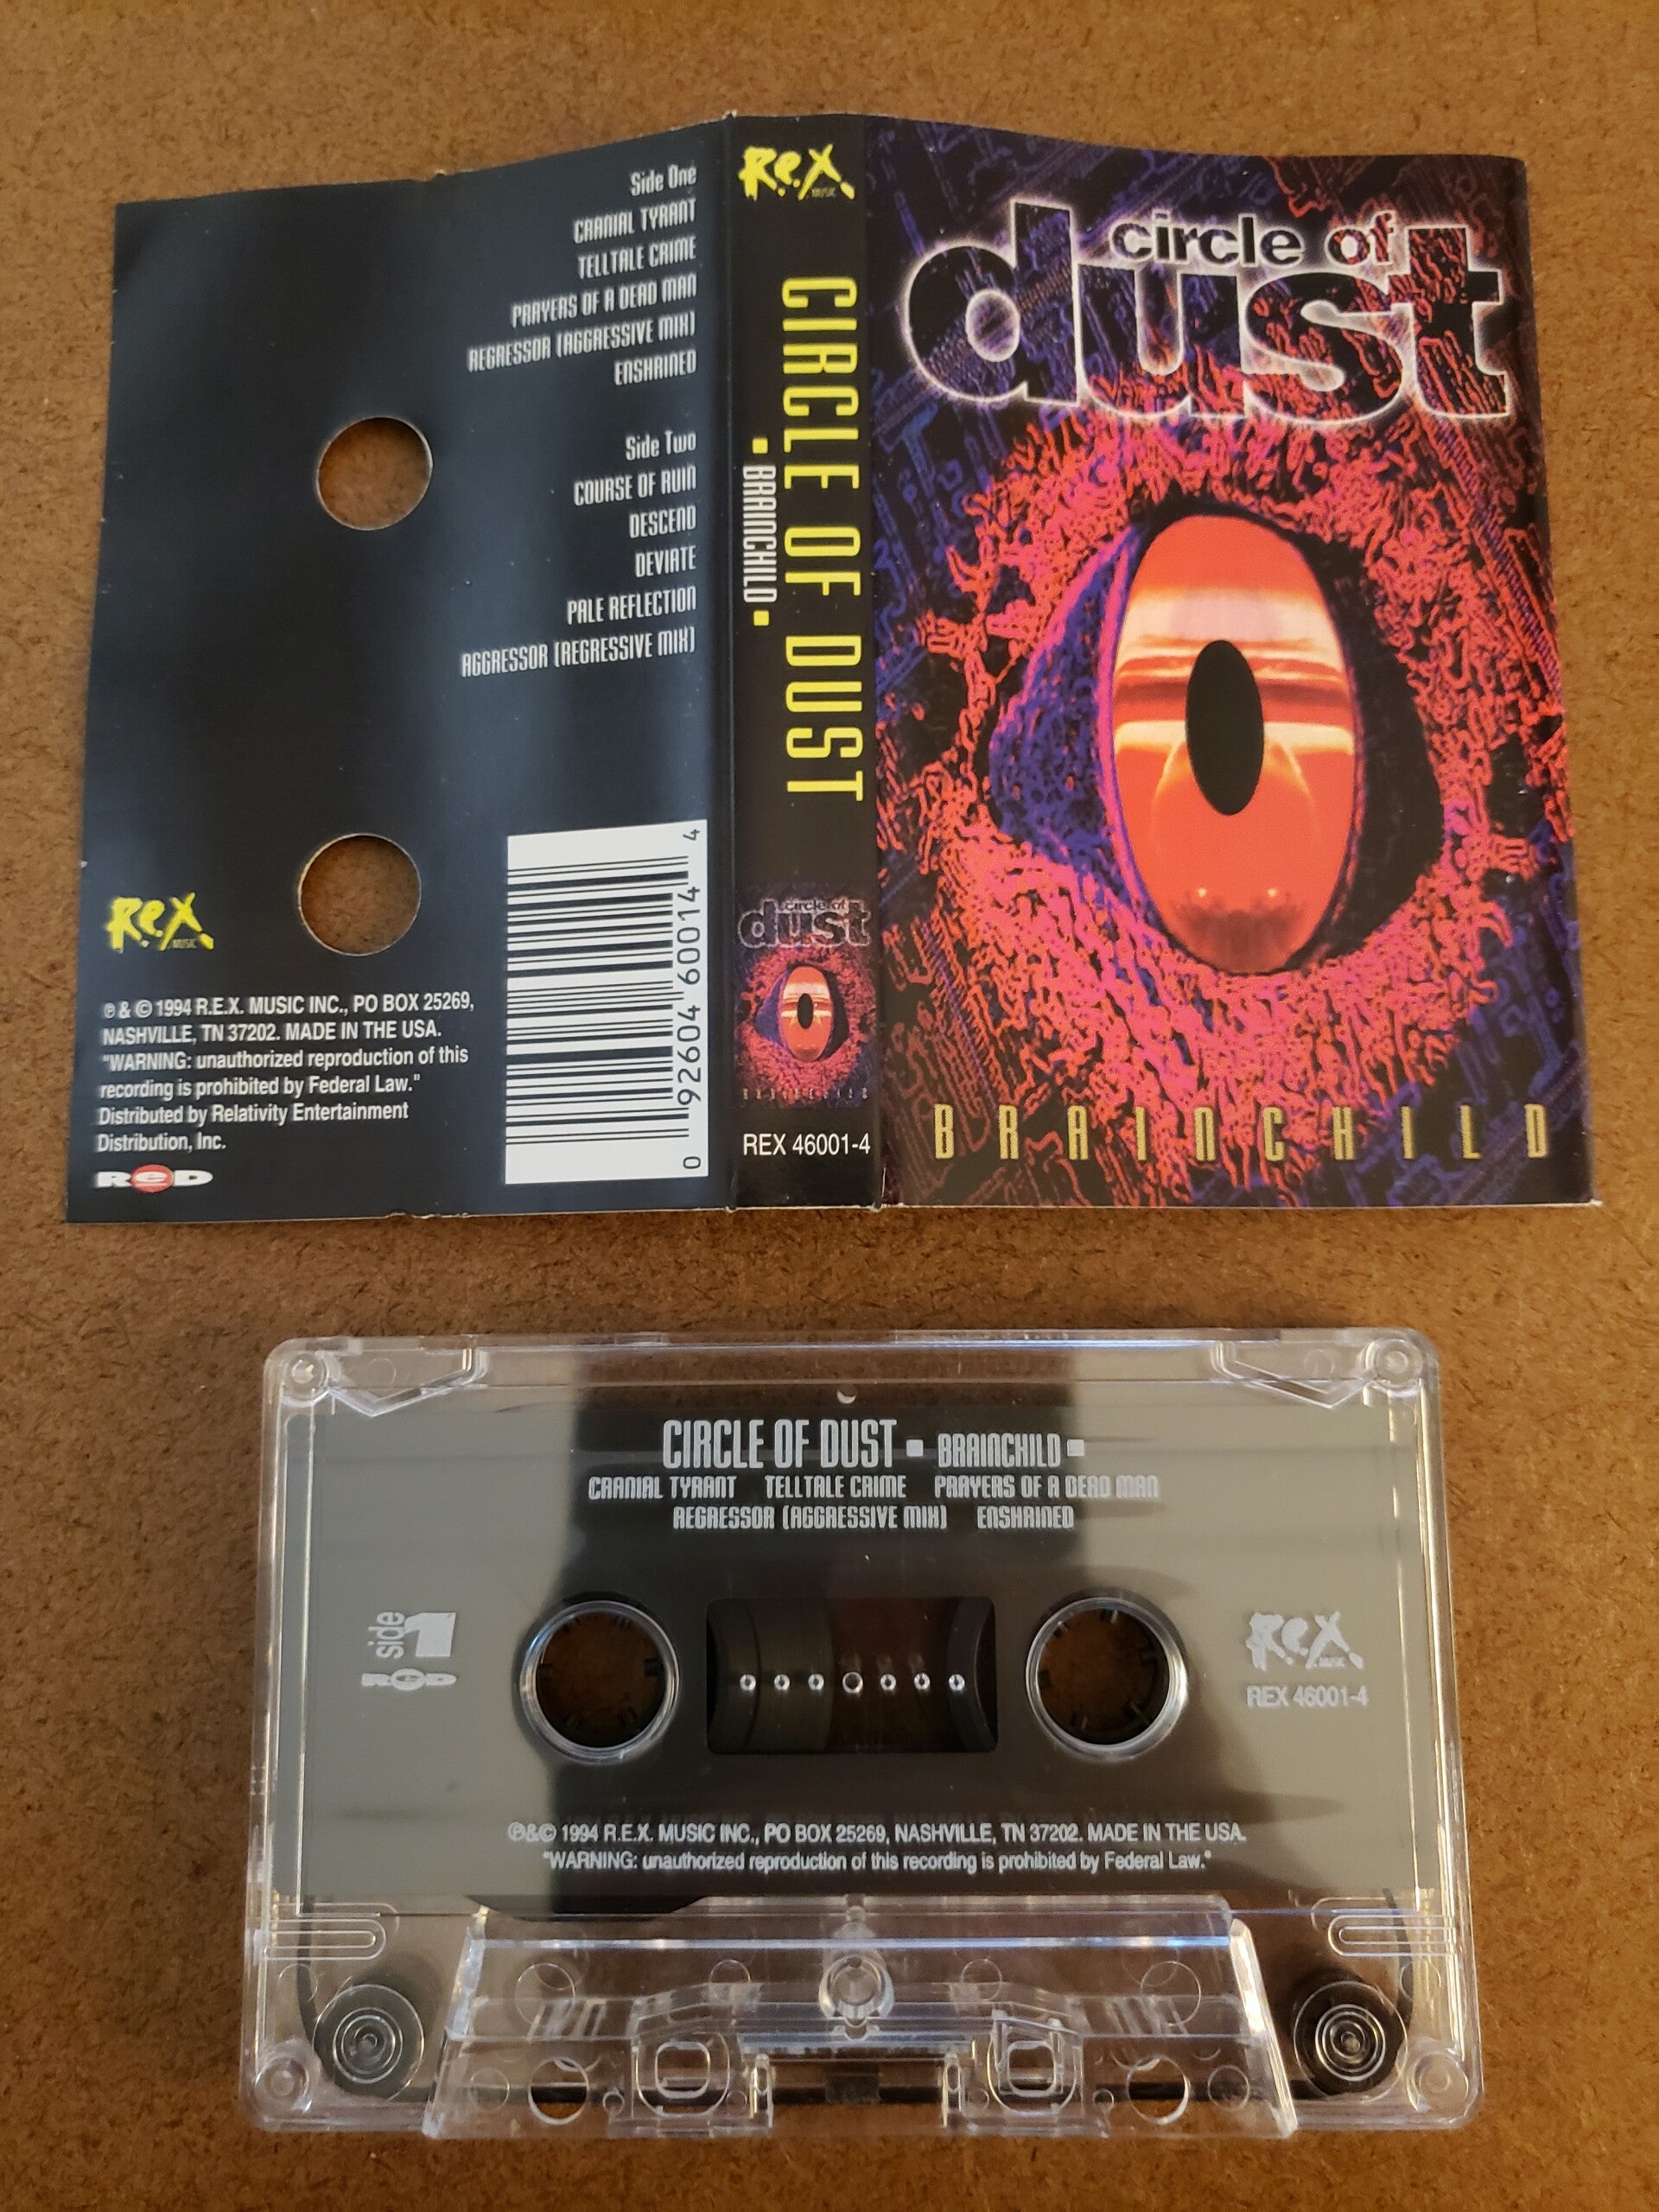 Side One
CRANIAL TYRANT
TELLTALE CRIME
PRAYERS OF A DEAD MAN
REGRESSOR (AGGRESSIVE MIX)
ENSHRINED
Side Two
COURSE OF RUIN
DESCEND
DEVIATE
PALE REFLECTION
AGGRESSOR (REGRESSIVE MIX)
R.e.X.
MUSIC
℗ & © 1994 R.E.X. MUSIC INC., PO BOX 25269,
NASHVILLE, TN 37202. MADE IN THE USA.
"WARNING: unauthorized reproduction of this
recording is prohibited by Federal Law."
Distributed by Relativity Entertainment
Distribution, Inc.
ReD
0 92604 60014 4
R.e.X.
MUSIC
CIRCLE OF DUST
▪ BRAINCHILD ▪
circle of
dust
BRAINCHILD
REX 46001-4
circle of
dust
BRAINCHILD
CIRCLE OF DUST ▪ BRAINCHILD ▪
CRANIAL TYRANT TELLTALE CRIME PRAYERS OF A DEAD MAN
REGRESSOR (AGGRESSIVE MIX) ENSHRINED
side 1
ReD
R.e.X.
MUSIC
REX 46001-4
℗&© 1994 R.E.X. MUSIC INC., PO BOX 25269, NASHVILLE, TN 37202. MADE IN THE USA.
"WARNING: unauthorized reproduction of this recording is prohibited by Federal Law."